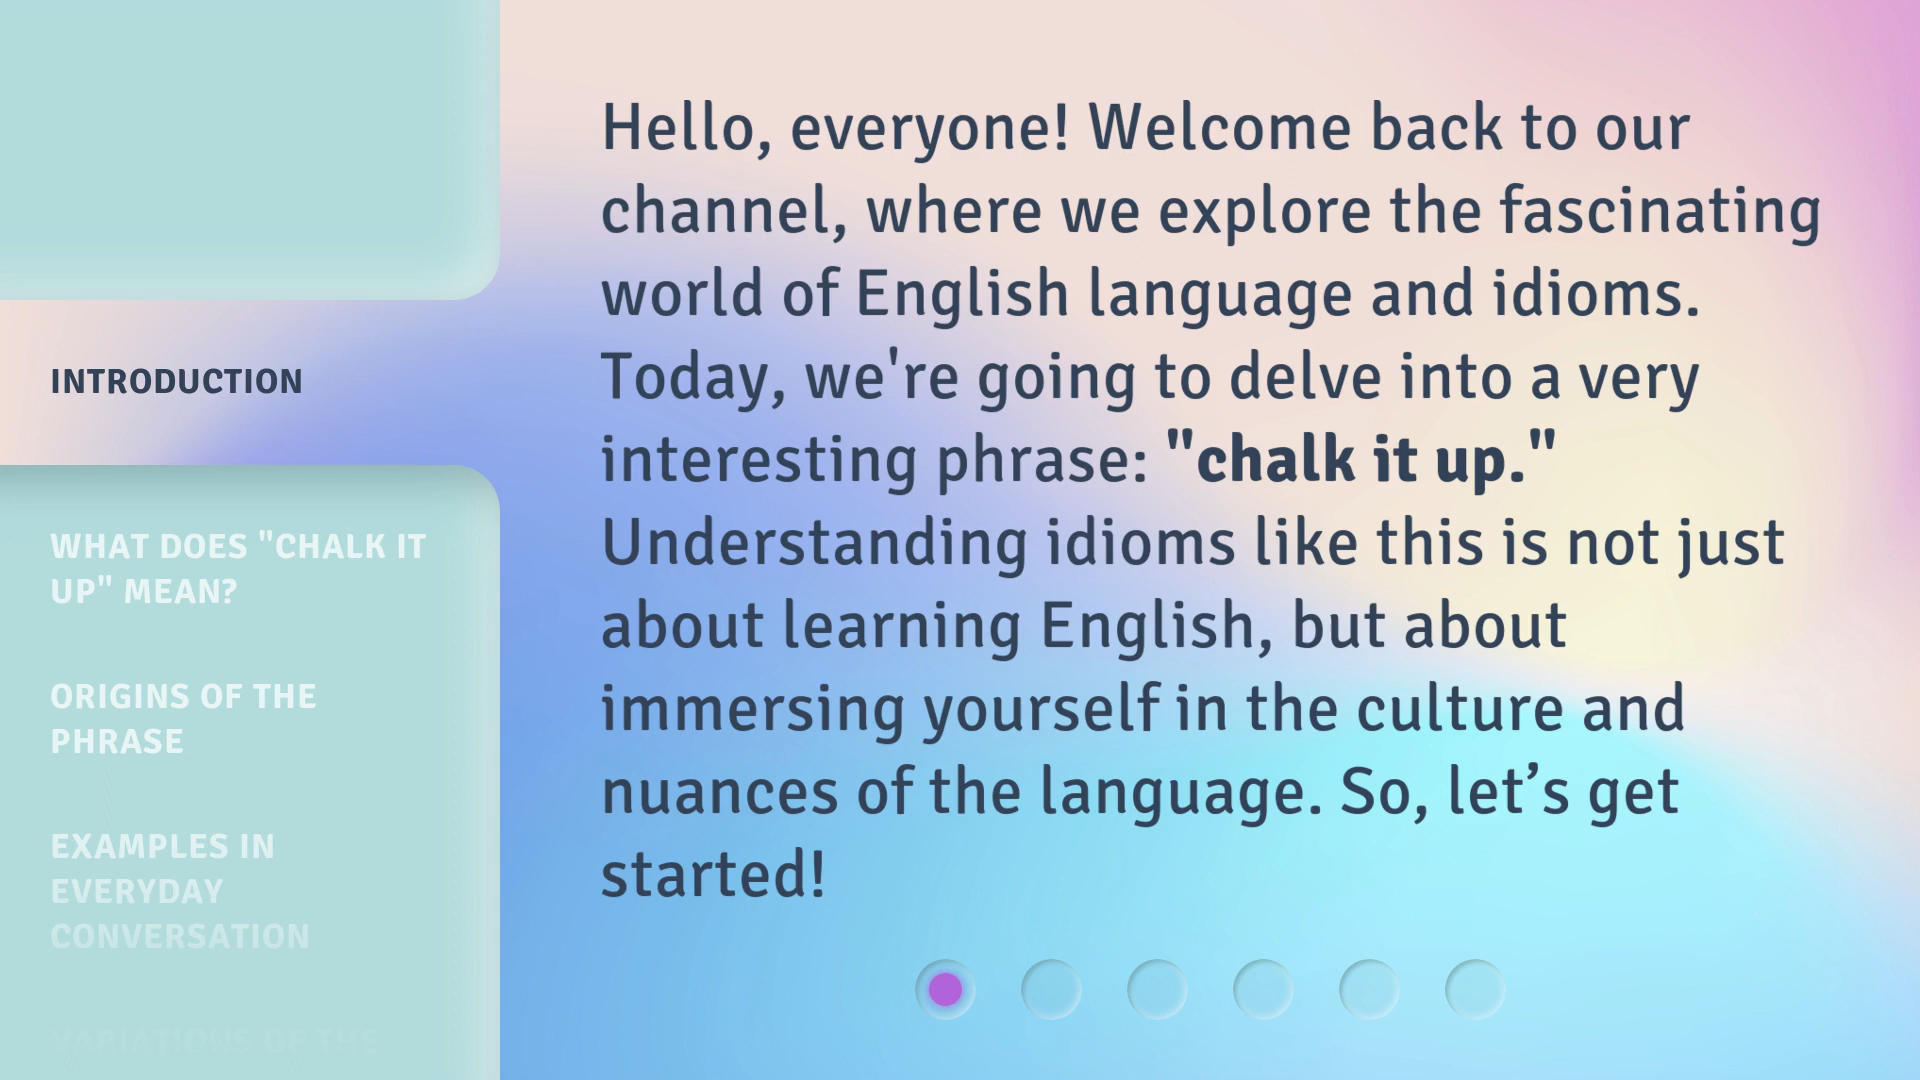 INTRODUCTION
WHAT DOES "CHALK IT
UP" MEAN?
ORIGINS OF THE
PHRASE
EXAMPLES IN
EVERYDAY
CONVERSATION
VARIATIONS OF THE
Hello, everyone! Welcome back to our
channel, where we explore the fascinating
world of English language and idioms.
Today, we're going to delve into a very
interesting phrase: "chalk it up."
Understanding idioms like this is not just
about learning English, but about
immersing yourself in the culture and
nuances of the language. So, let’s get
started!